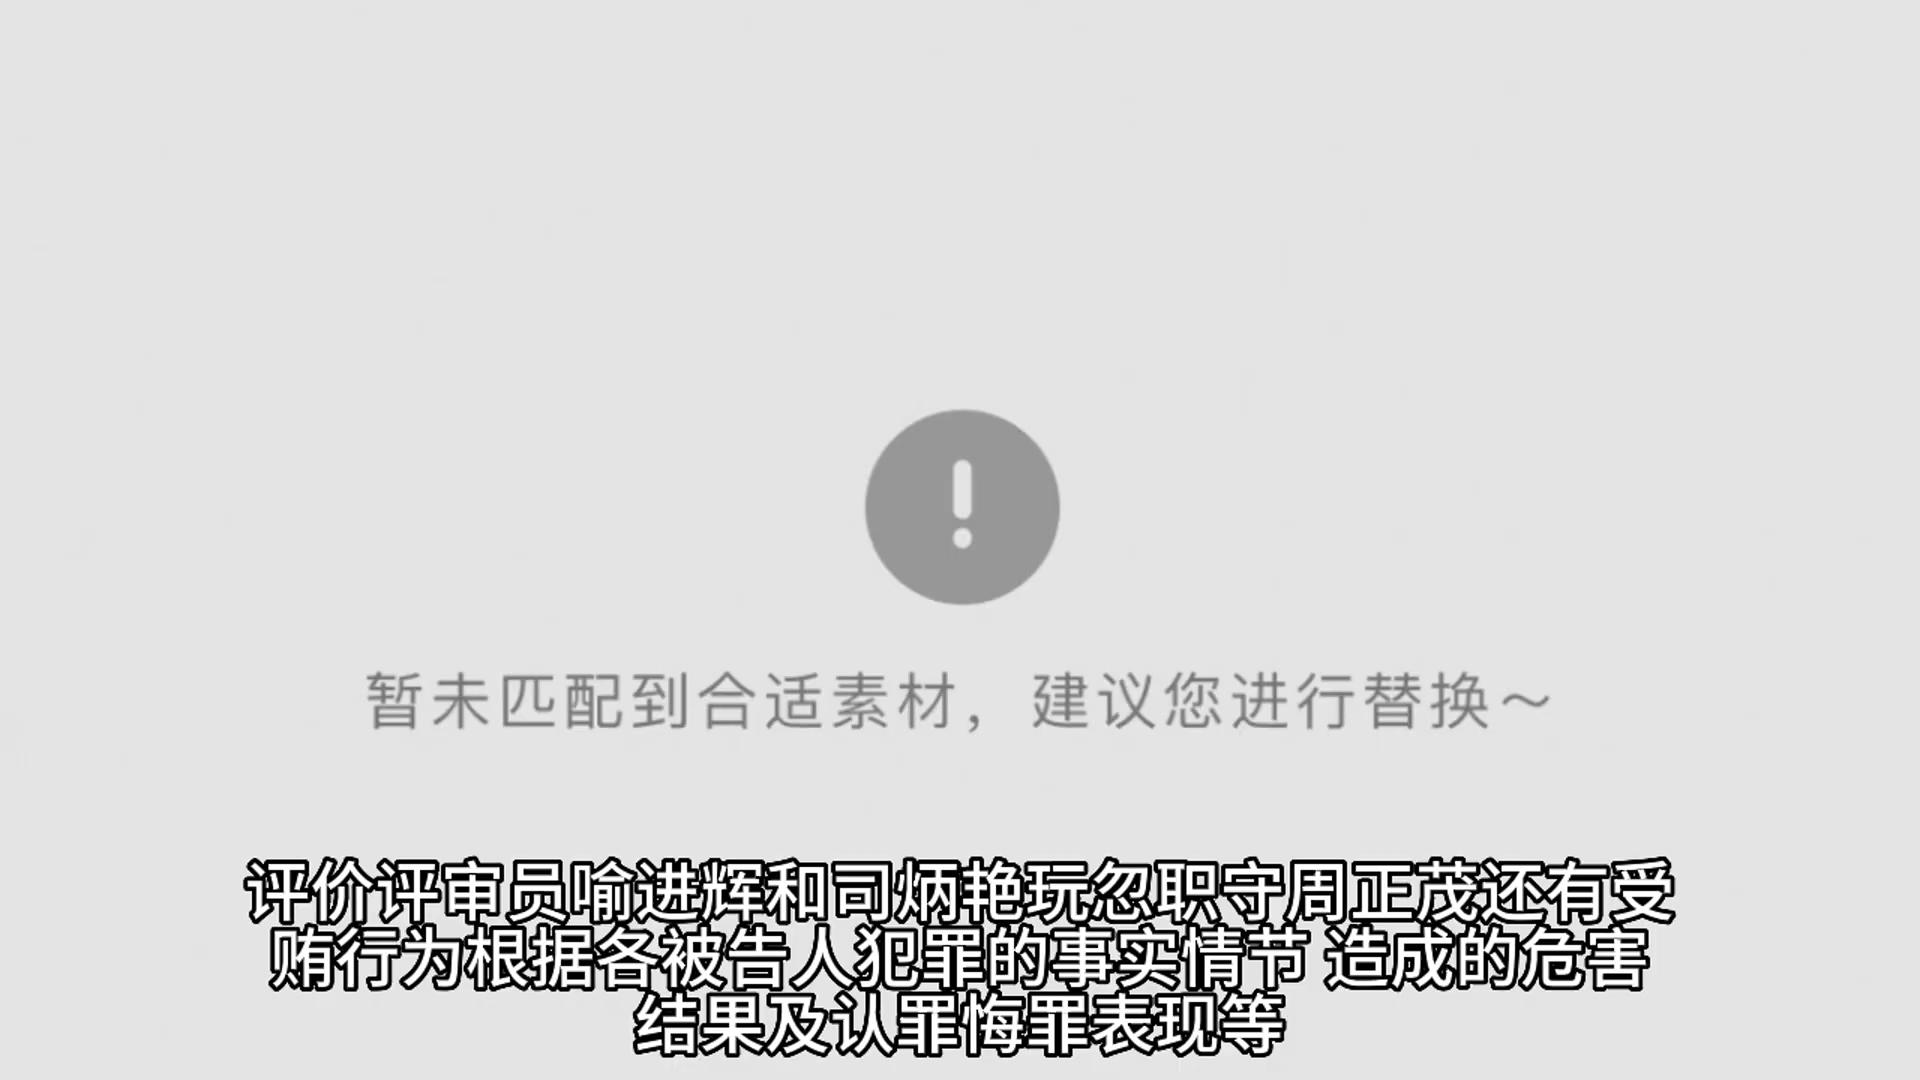 暂未匹配到合适素材，建议您进行替换～
评价评审员喻进辉和司炳艳玩忽职守周正茂还有受
贿行为根据各被告人犯罪的事实情节 造成的危害
结果及认罪悔罪表现等